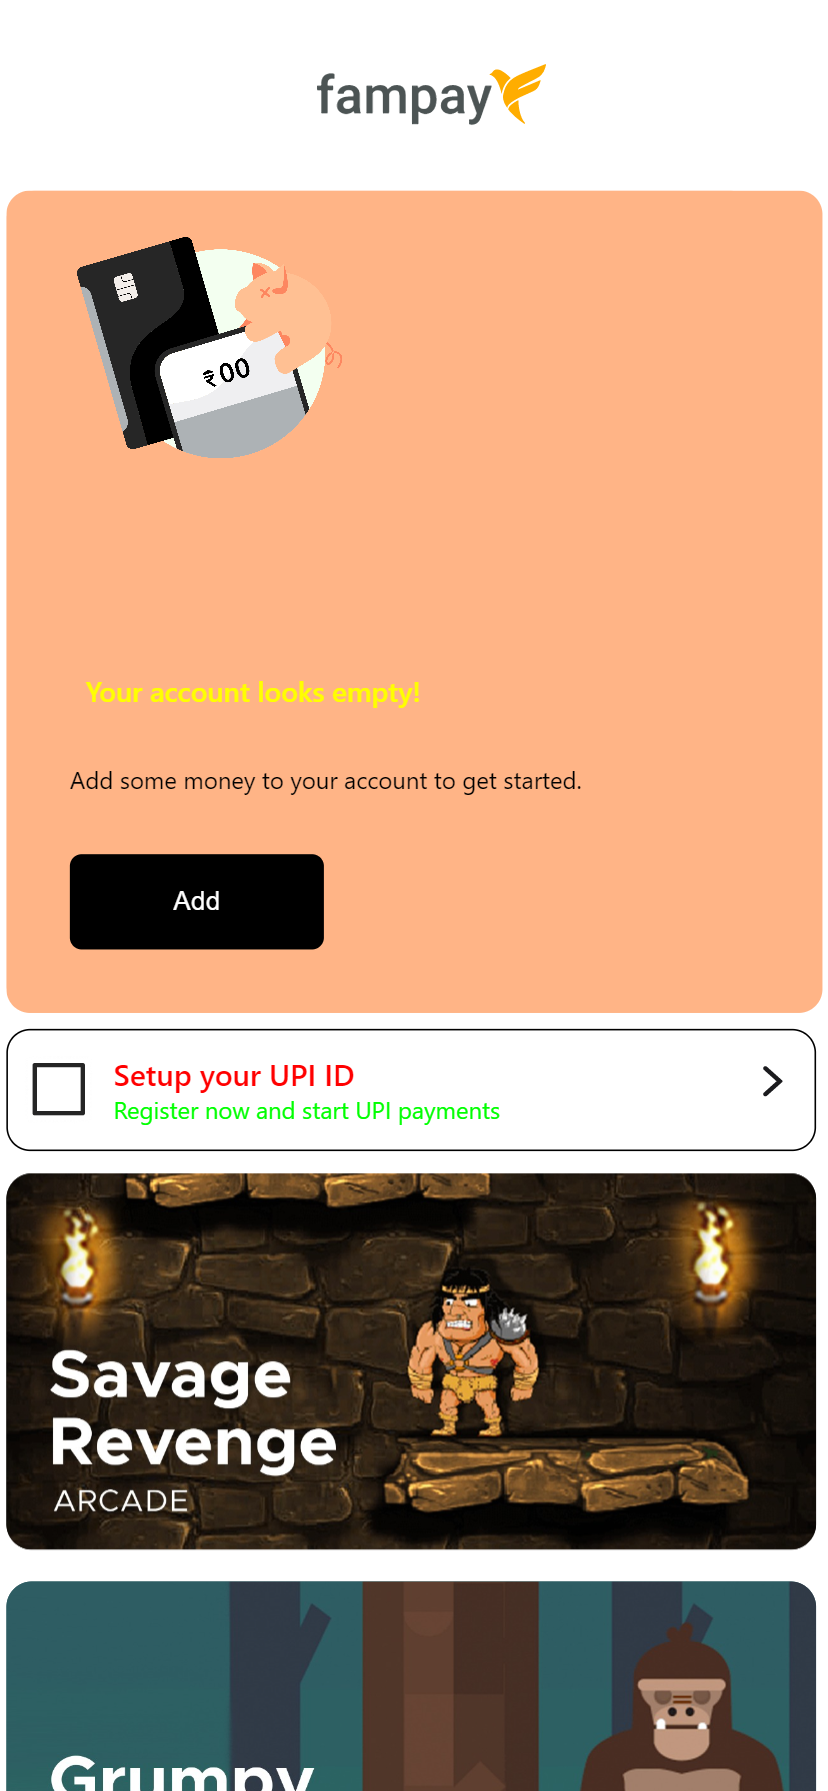 fampay
₹00
Your account looks empty!
Add some money to your account to get started.
Add
Setup your UPI ID
Register now and start UPI payments
Savage
Revenge
ARCADE
Grumpy